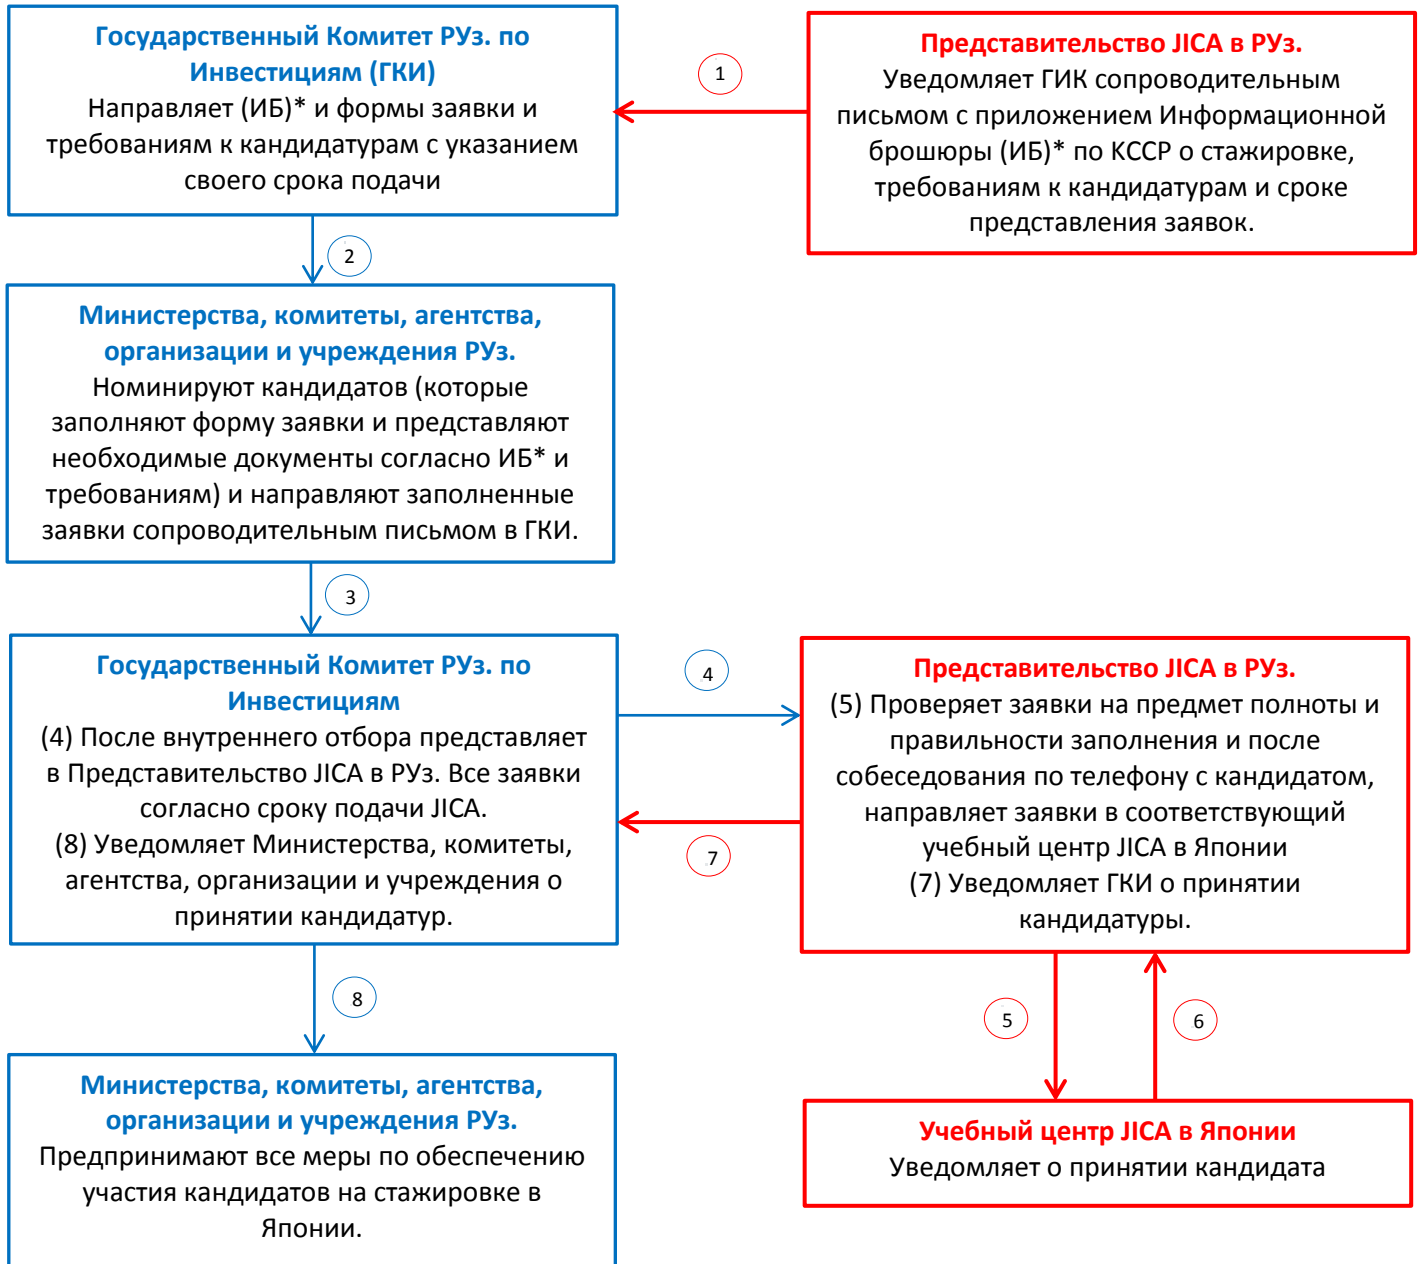 Государственный Комитет РУз. по
Инвестициям (ГКИ)
Направляет (ИБ)* и формы заявки и
требованиям к кандидатурам с указанием
своего срока подачи
1
Представительство JICA в РУз.
Уведомляет ГИК сопроводительным
письмом с приложением Информационной
брошюры (ИБ)* по КССР о стажировке,
требованиям к кандидатурам и сроке
представления заявок.
2
Министерства, комитеты, агентства,
организации и учреждения РУз.
Номинируют кандидатов (которые
заполняют форму заявки и представляют
необходимые документы согласно ИБ* и
требованиям) и направляют заполненные
заявки сопроводительным письмом в ГКИ.
3
Государственный Комитет РУз. по
Инвестициям
(4) После внутреннего отбора представляет
в Представительство JICA в РУз. Все заявки
согласно сроку подачи JICA.
(8) Уведомляет Министерства, комитеты,
агентства, организации и учреждения о
принятии кандидатур.
4
7
Представительство JICA в РУз.
(5) Проверяет заявки на предмет полноты и
правильности заполнения и после
собеседования по телефону с кандидатом,
направляет заявки в соответствующий
учебный центр JICA в Японии
(7) Уведомляет ГКИ о принятии
кандидатуры.
8
5
6
Министерства, комитеты, агентства,
организации и учреждения РУз.
Предпринимают все меры по обеспечению
участия кандидатов на стажировке в
Японии.
Учебный центр JICA в Японии
Уведомляет о принятии кандидата